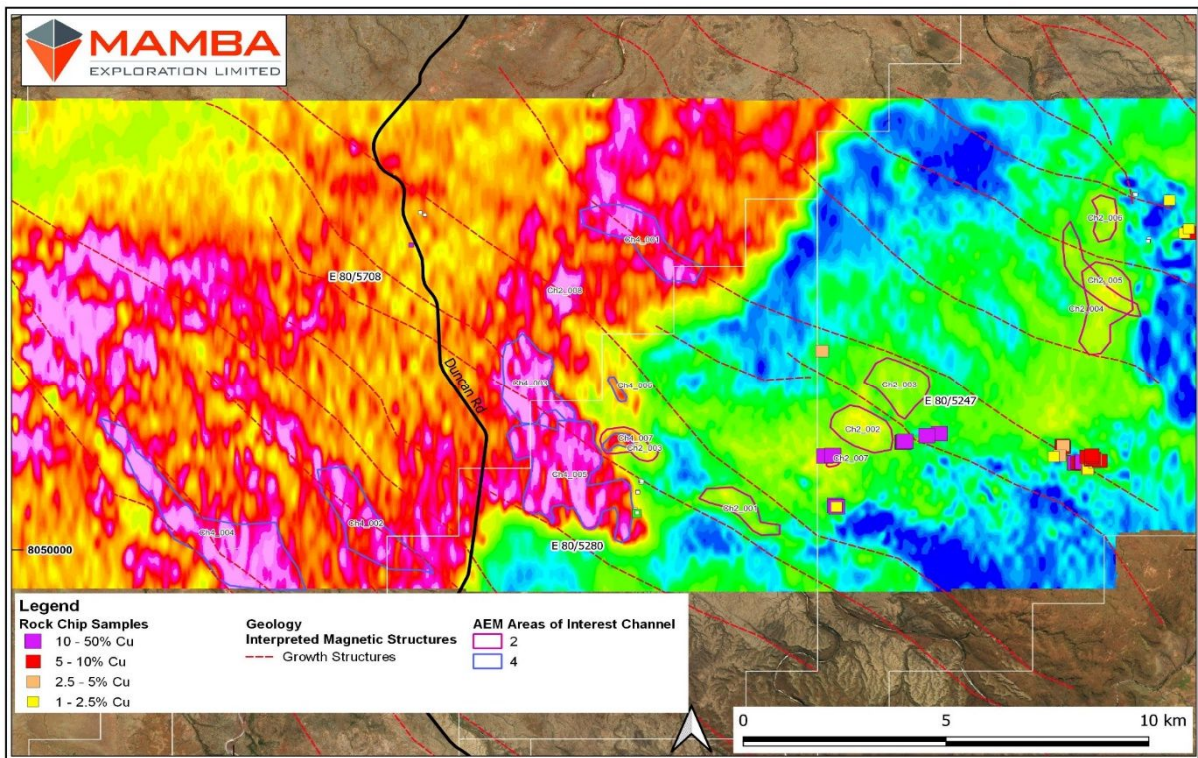 MAMBA
EXPLORATION LIMITED
Ch2_006
Ch4_001
E 80/5708
Ch2_005
Ch2_008
Ch2_004
Duncan Rd
Ch4_006
Ch2_003
E 80/5247
Ch4_007
Ch2_002
Ch2_003
Ch2_007
Ch4_005
Ch2_001
Ch4_002
Ch4_004
E 80/5280
8050000
Legend
Rock Chip Samples
10 - 50% Cu
5 - 10% Cu
2.5 - 5% Cu
1 - 2.5% Cu
Geology
Interpreted Magnetic Structures
Growth Structures
AEM Areas of Interest Channel
2
4
0 5 10 km